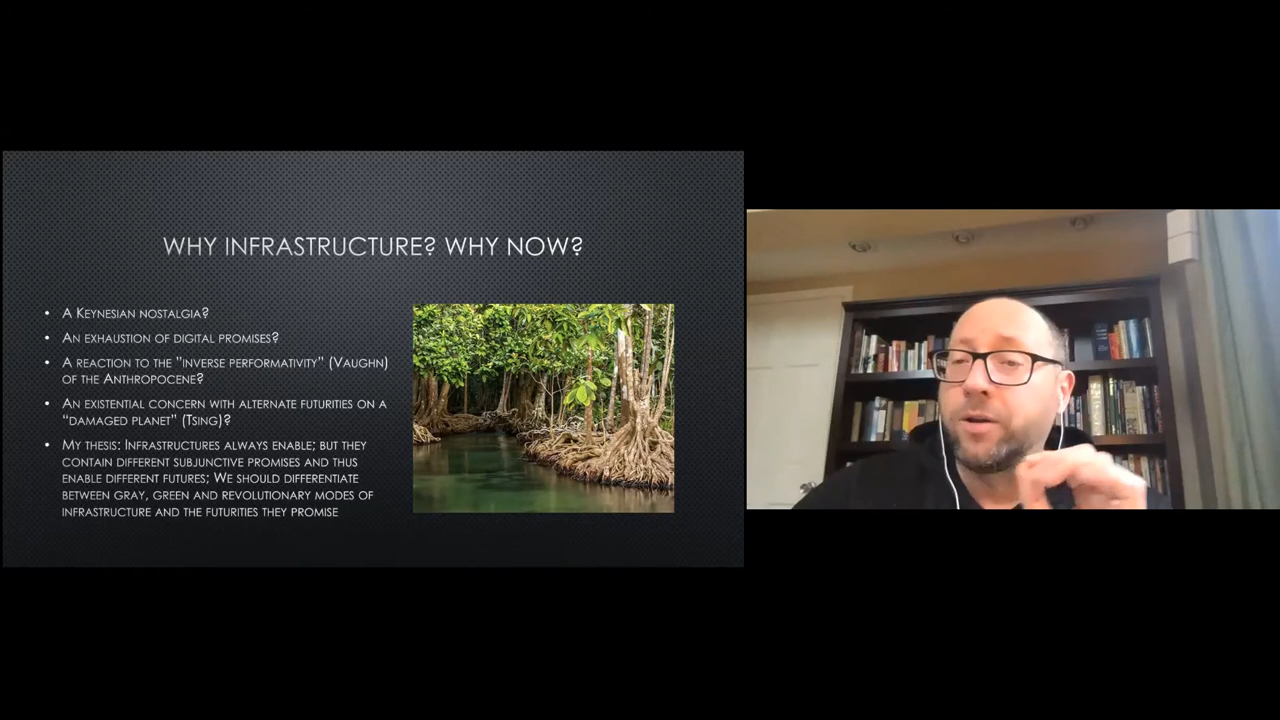 WHY INFRASTRUCTURE? WHY NOW?
• A KEYNESIAN NOSTALGIA?
• AN EXHAUSTION OF DIGITAL PROMISES?
• A REACTION TO THE "INVERSE PERFORMATIVITY" (VAUGHN)
OF THE ANTHROPOCENE?
• AN EXISTENTIAL CONCERN WITH ALTERNATE FUTURITIES ON A
“DAMAGED PLANET” (TSING)?
• MY THESIS: INFRASTRUCTURES ALWAYS ENABLE; BUT THEY
CONTAIN DIFFERENT SUBJUNCTIVE PROMISES AND THUS
ENABLE DIFFERENT FUTURES; WE SHOULD DIFFERENTIATE
BETWEEN GRAY, GREEN AND REVOLUTIONARY MODES OF
INFRASTRUCTURE AND THE FUTURITIES THEY PROMISE